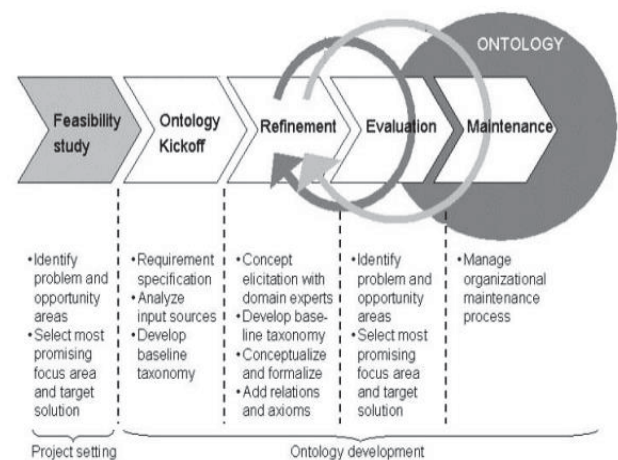 ONTOLOGY
Feasibility
study
Ontology
Kickoff
Refinement
Evaluation
Maintenance
•Identify
problem and
opportunity
areas
•Select most
promising
focus area
and target
solution
•Requirement
specification
•Analyze
input sources
•Develop
baseline
taxonomy
•Concept
elicitation with
domain experts
•Develop base-
line taxonomy
•Conceptualize
and formalize
•Add relations
and axioms
•Identify
problem and
opportunity
areas
•Select most
promising
focus area
and target
solution
•Manage
organizational
maintenance
process
Project setting
Ontology development